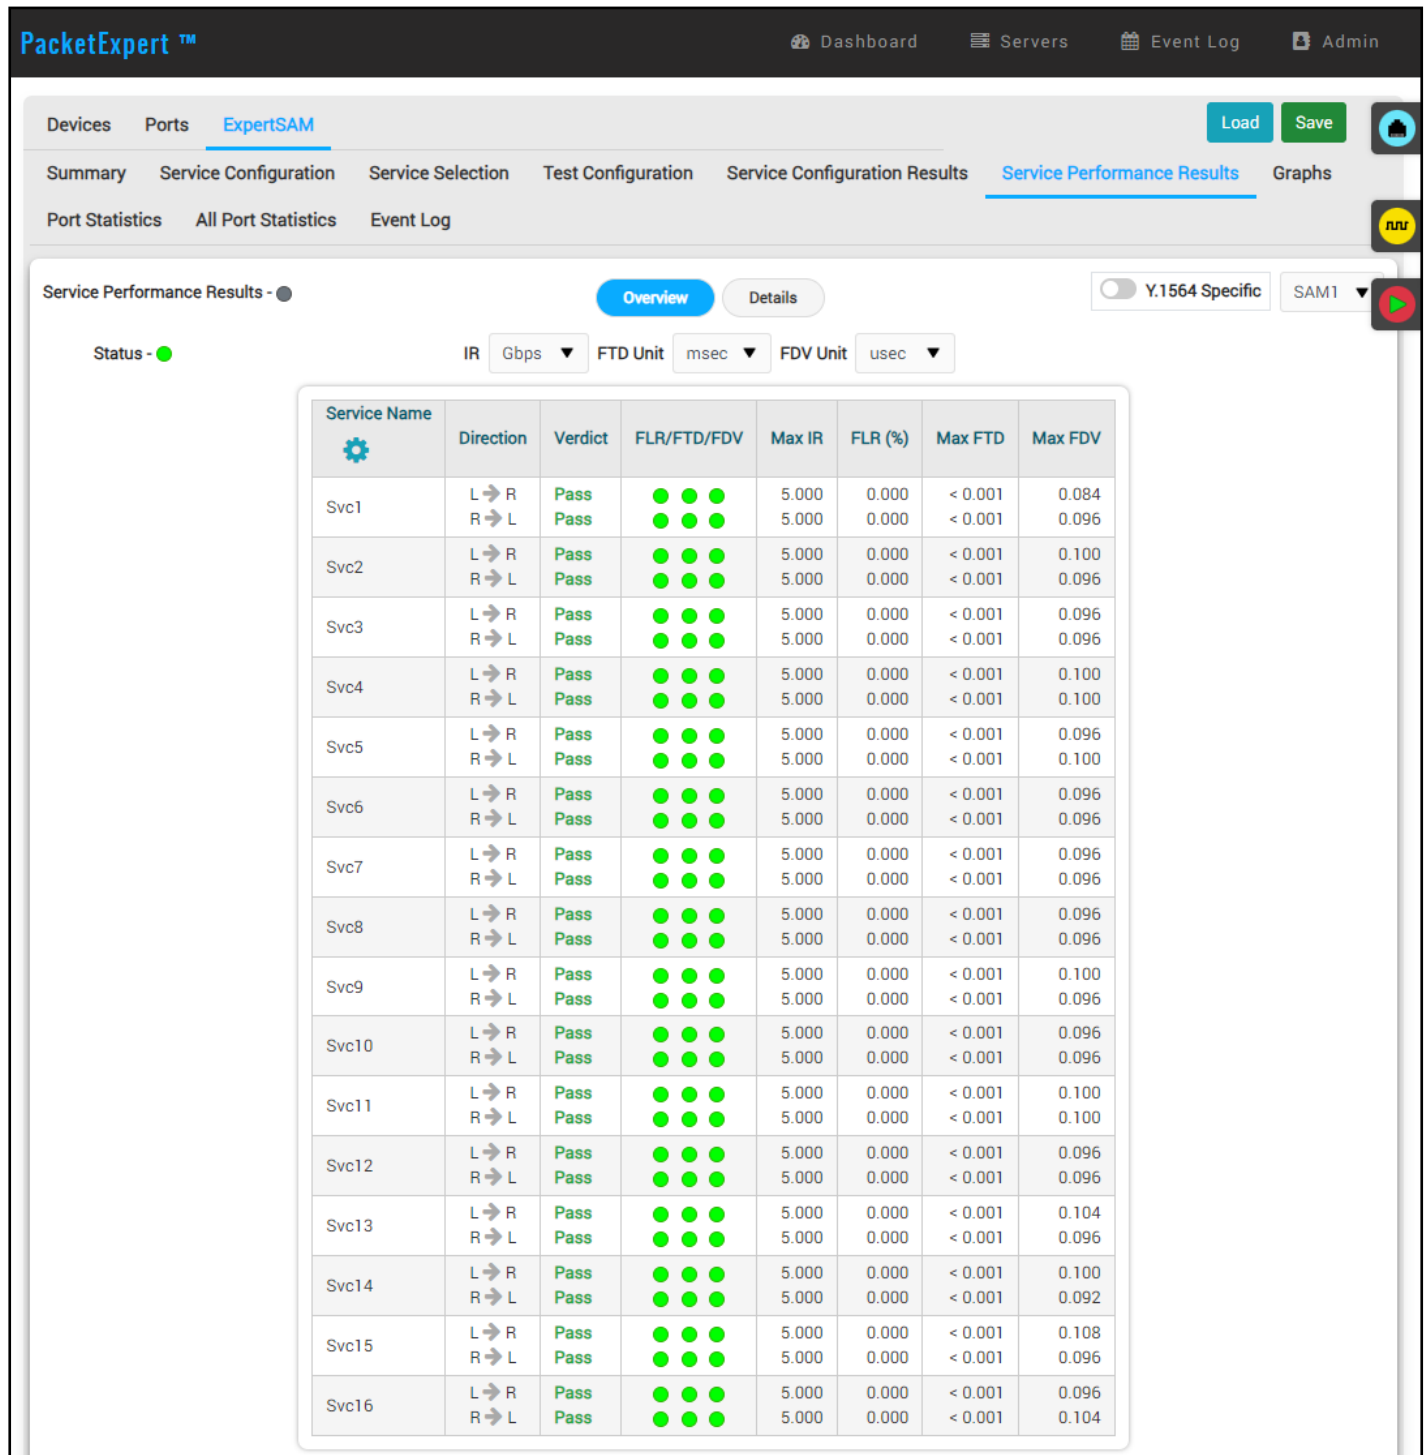 PacketExpert ™ Dashboard Servers Event Log Admin
Devices Ports ExpertSAM Load Save
Summary Service Configuration Service Selection Test Configuration Service Configuration Results Service Performance Results Graphs
Port Statistics All Port Statistics Event Log
Service Performance Results - Overview Details Y.1564 Specific SAM1
Status - IR Gbps FTD Unit msec FDV Unit usec
Service Name Direction Verdict FLR/FTD/FDV Max IR FLR (%) Max FTD Max FDV
Svc1
L R Pass 5.000 0.000 < 0.001 0.084
R L Pass 5.000 0.000 < 0.001 0.096
Svc2
L R Pass 5.000 0.000 < 0.001 0.100
R L Pass 5.000 0.000 < 0.001 0.096
Svc3
L R Pass 5.000 0.000 < 0.001 0.096
R L Pass 5.000 0.000 < 0.001 0.096
Svc4
L R Pass 5.000 0.000 < 0.001 0.100
R L Pass 5.000 0.000 < 0.001 0.100
Svc5
L R Pass 5.000 0.000 < 0.001 0.096
R L Pass 5.000 0.000 < 0.001 0.100
Svc6
L R Pass 5.000 0.000 < 0.001 0.096
R L Pass 5.000 0.000 < 0.001 0.096
Svc7
L R Pass 5.000 0.000 < 0.001 0.096
R L Pass 5.000 0.000 < 0.001 0.096
Svc8
L R Pass 5.000 0.000 < 0.001 0.096
R L Pass 5.000 0.000 < 0.001 0.096
Svc9
L R Pass 5.000 0.000 < 0.001 0.100
R L Pass 5.000 0.000 < 0.001 0.096
Svc10
L R Pass 5.000 0.000 < 0.001 0.096
R L Pass 5.000 0.000 < 0.001 0.096
Svc11
L R Pass 5.000 0.000 < 0.001 0.100
R L Pass 5.000 0.000 < 0.001 0.100
Svc12
L R Pass 5.000 0.000 < 0.001 0.096
R L Pass 5.000 0.000 < 0.001 0.096
Svc13
L R Pass 5.000 0.000 < 0.001 0.104
R L Pass 5.000 0.000 < 0.001 0.096
Svc14
L R Pass 5.000 0.000 < 0.001 0.100
R L Pass 5.000 0.000 < 0.001 0.092
Svc15
L R Pass 5.000 0.000 < 0.001 0.108
R L Pass 5.000 0.000 < 0.001 0.096
Svc16
L R Pass 5.000 0.000 < 0.001 0.096
R L Pass 5.000 0.000 < 0.001 0.104